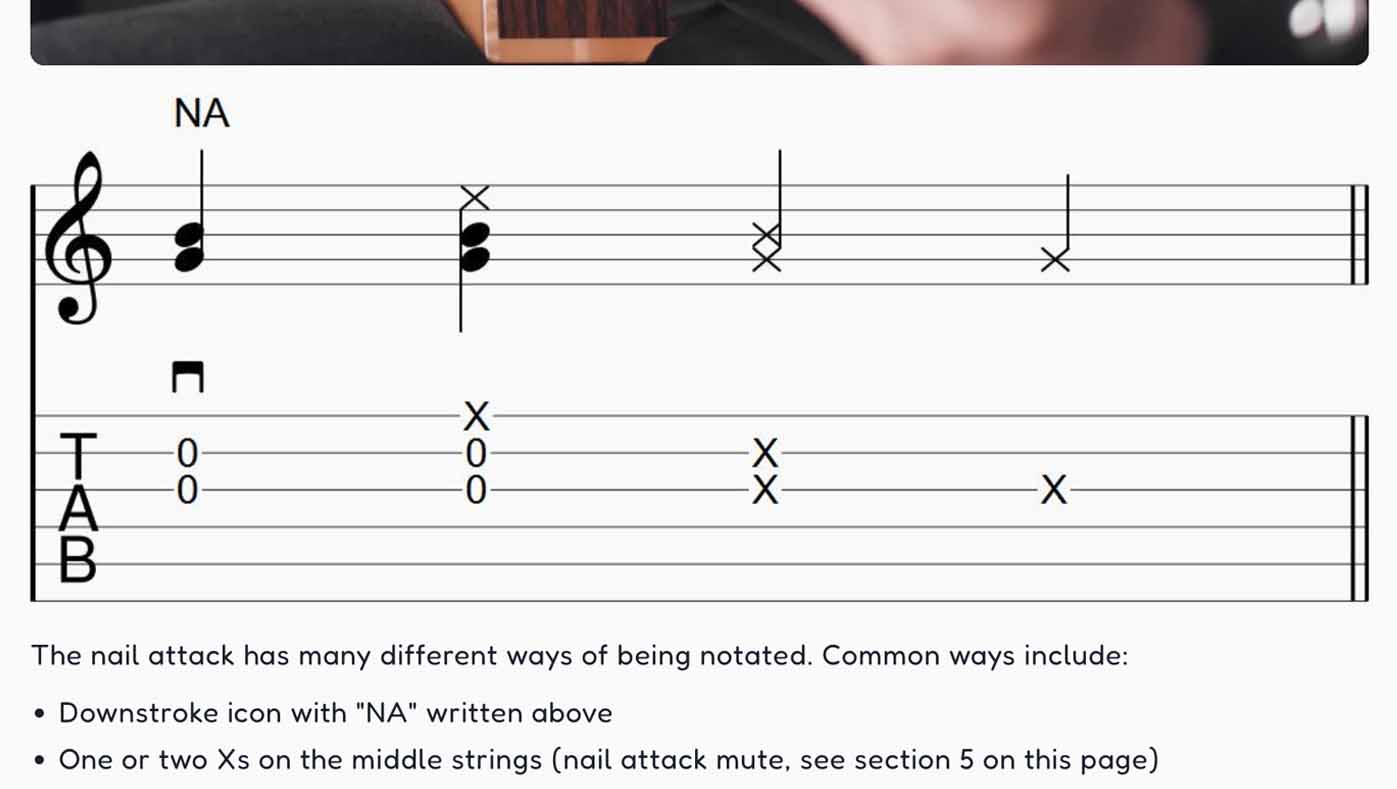 NA
X
0 0 X
0 0 X X
T
A
B
The nail attack has many different ways of being notated. Common ways include:
• Downstroke icon with "NA" written above
• One or two Xs on the middle strings (nail attack mute, see section 5 on this page)